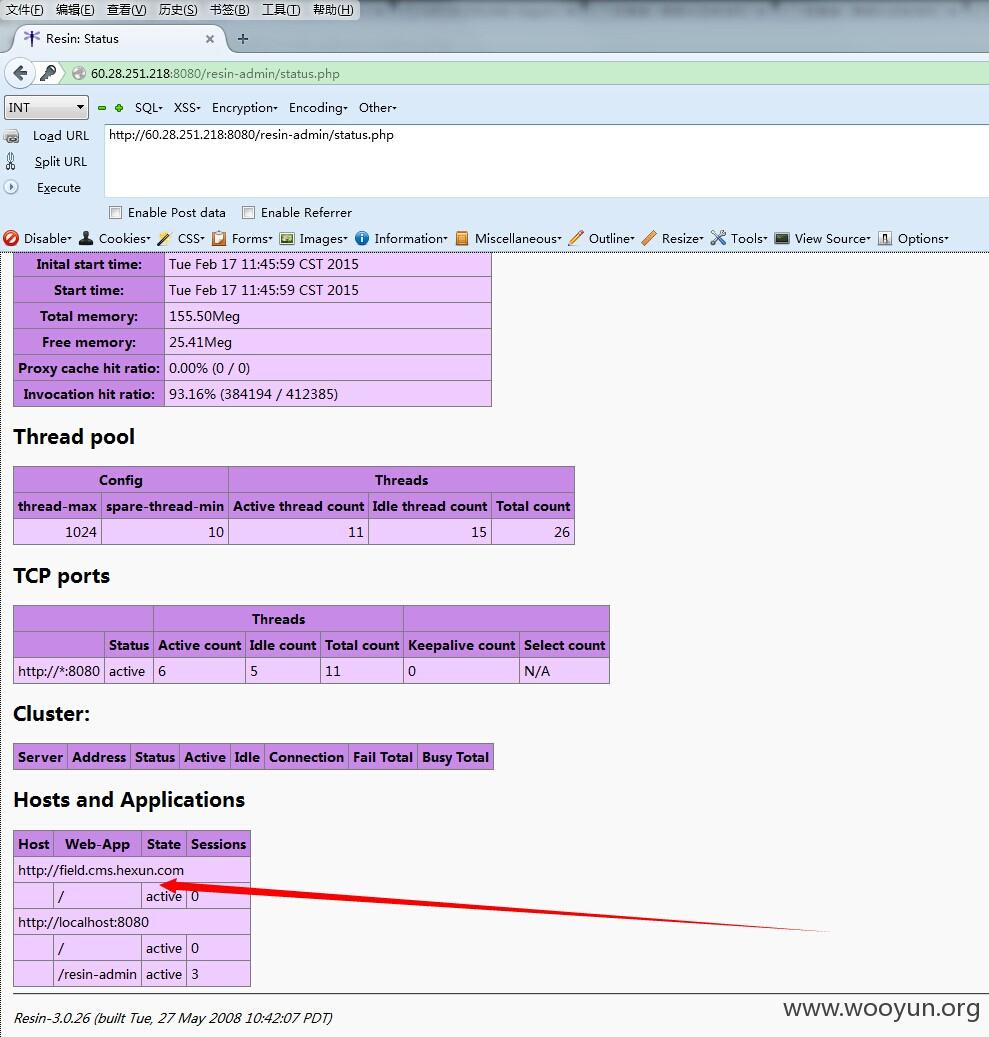 文件(F) 编辑(E) 查看(V) 历史(S) 书签(B) 工具(T) 帮助(H)
Resin: Status × +
60.28.251.218:8080/resin-admin/status.php
INT SQL- XSS- Encryption- Encoding- Other-
Load URL http://60.28.251.218:8080/resin-admin/status.php
Split URL
Execute
Enable Post data Enable Referrer
Disable- Cookies- CSS- Forms- Images- Information- Miscellaneous- Outline- Resize- Tools- View Source- Options-
Inital start time: Tue Feb 17 11:45:59 CST 2015
Start time: Tue Feb 17 11:45:59 CST 2015
Total memory: 155.50Meg
Free memory: 25.41Meg
Proxy cache hit ratio: 0.00% (0 / 0)
Invocation hit ratio: 93.16% (384194 / 412385)
Thread pool
Config Threads
thread-max spare-thread-min Active thread count Idle thread count Total count
1024 10 11 15 26
TCP ports
Threads
Status Active count Idle count Total count Keepalive count Select count
http://*:8080 active 6 5 11 0 N/A
Cluster:
Server Address Status Active Idle Connection Fail Total Busy Total
Hosts and Applications
Host Web-App State Sessions
http://field.cms.hexun.com
/ active 0
http://localhost:8080
/ active 0
/resin-admin active 3
Resin-3.0.26 (built Tue, 27 May 2008 10:42:07 PDT)
www.wooyun.org